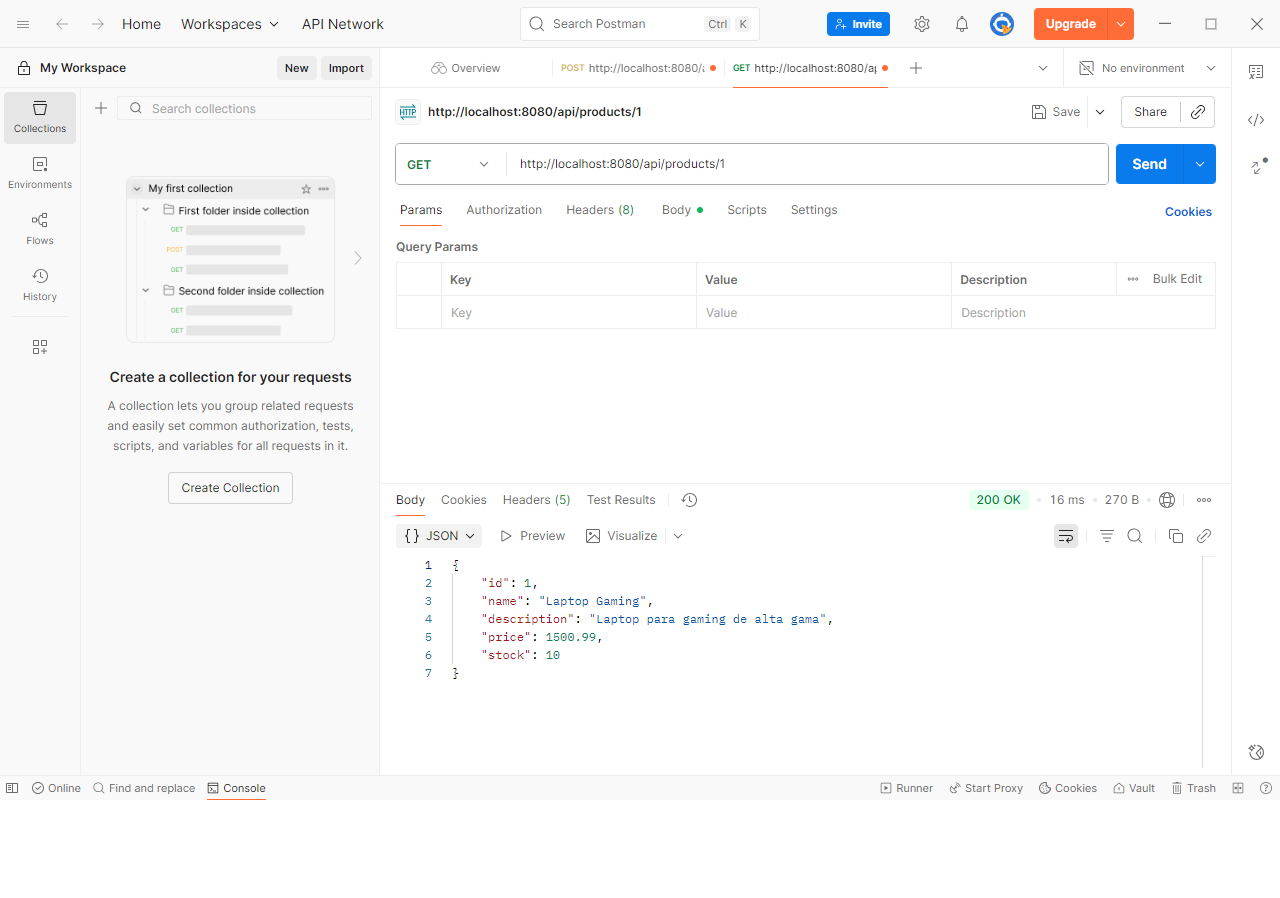 Home Workspaces API Network Search Postman Ctrl K Invite Upgrade
My Workspace New Import
Overview POST http://localhost:8080/a GET http://localhost:8080/ap No environment
Collections
Environments
Flows
History
Search collections
My first collection
First folder inside collection
GET
POST
GET
Second folder inside collection
GET
GET
Create a collection for your requests
A collection lets you group related requests
and easily set common authorization, tests,
scripts, and variables for all requests in it.
Create Collection
HTTP http://localhost:8080/api/products/1 Save Share
GET http://localhost:8080/api/products/1 Send
Params Authorization Headers (8) Body Scripts Settings Cookies
Query Params
Key Value Description Bulk Edit
Key Value Description
Body Cookies Headers (5) Test Results 200 OK 16 ms 270 B
{} JSON Preview Visualize
1 {
2 "id": 1,
3 "name": "Laptop Gaming",
4 "description": "Laptop para gaming de alta gama",
5 "price": 1500.99,
6 "stock": 10
7 }
Online Find and replace Console Runner Start Proxy Cookies Vault Trash